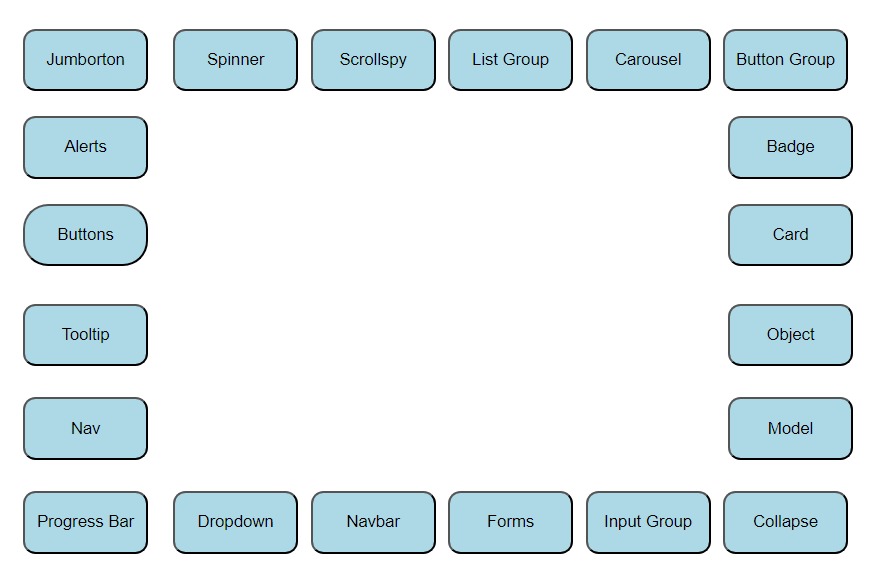 Jumborton
Spinner
Scrollspy
List Group
Carousel
Button Group
Alerts
Badge
Buttons
Card
Tooltip
Object
Nav
Model
Progress Bar
Dropdown
Navbar
Forms
Input Group
Collapse